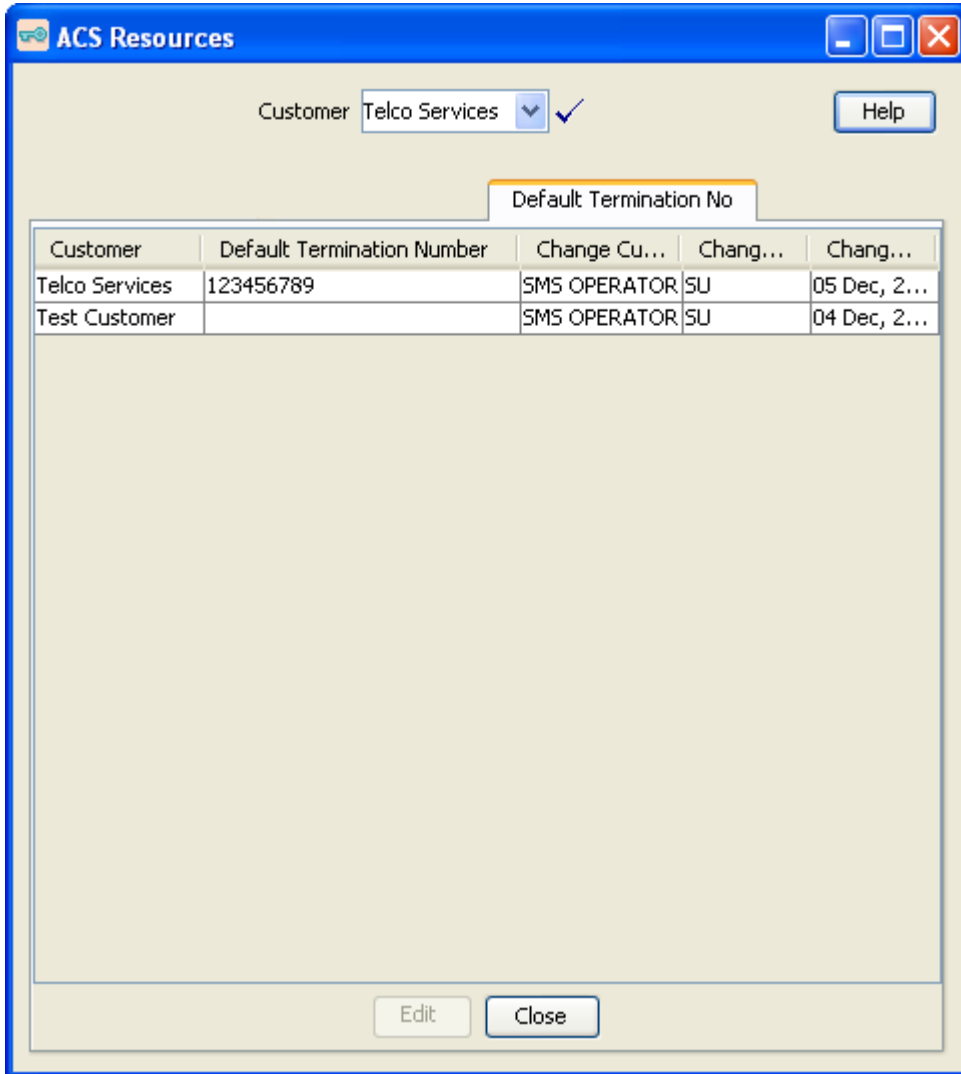 ACS Resources
Customer Telco Services Help
Default Termination No
Customer Default Termination Number Change Cu... Chang... Chang...
Telco Services 123456789 SMS OPERATOR SU 05 Dec, 2...
Test Customer SMS OPERATOR SU 04 Dec, 2...
Edit Close